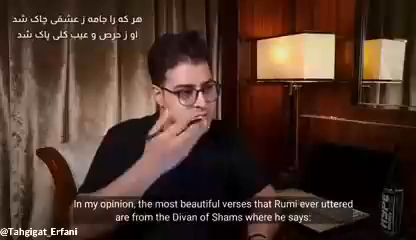 هر که را جامه ز عشقی چاک شد
او ز حرص و عیب کلی پاک شد
In my opinion, the most beautiful verses that Rumi ever uttered
are from the Divan of Shams where he says:
@Tahgigat_Erfani